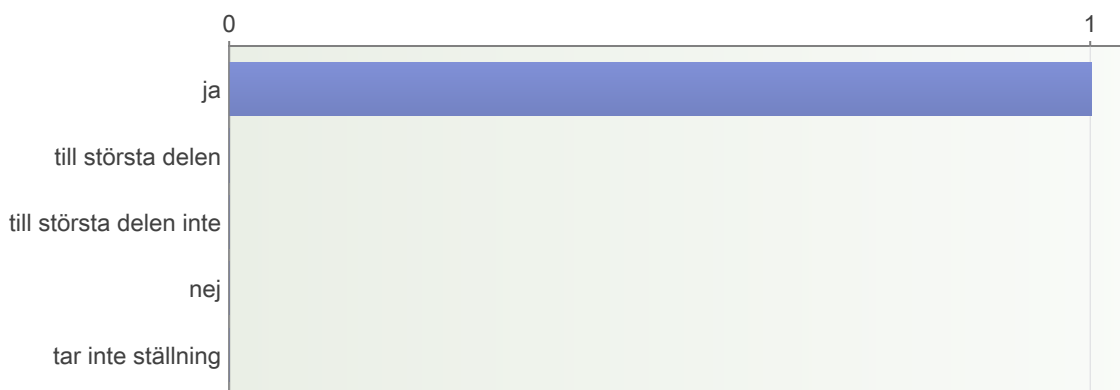 0 1
ja
till största delen
till största delen inte
nej
tar inte ställning